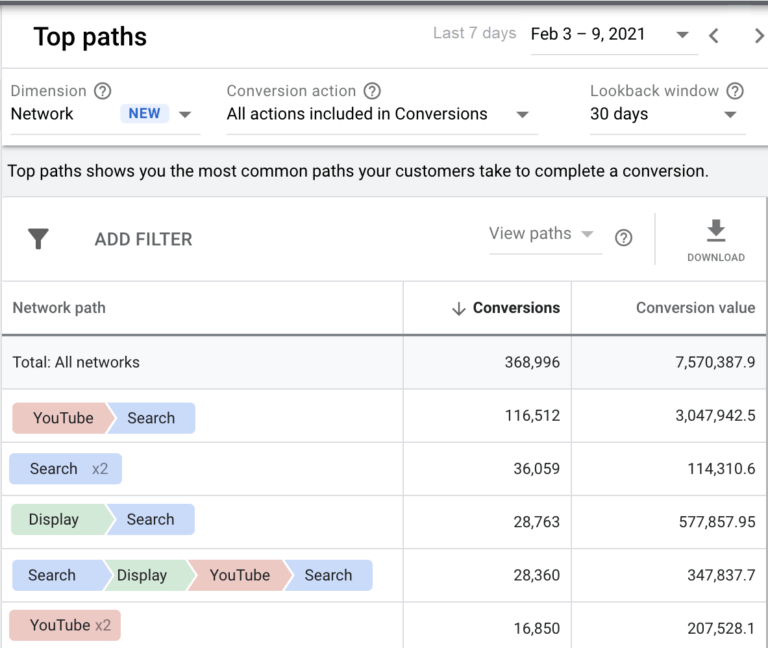 Top paths
Last 7 days Feb 3 – 9, 2021
Dimension Conversion action Lookback window
Network NEW All actions included in Conversions 30 days
Top paths shows you the most common paths your customers take to complete a conversion.
ADD FILTER View paths DOWNLOAD
Network path Conversions Conversion value
Total: All networks 368,996 7,570,387.9
YouTube Search 116,512 3,047,942.5
Search x2 36,059 114,310.6
Display Search 28,763 577,857.95
Search Display YouTube Search 28,360 347,837.7
YouTube x2 16,850 207,528.1